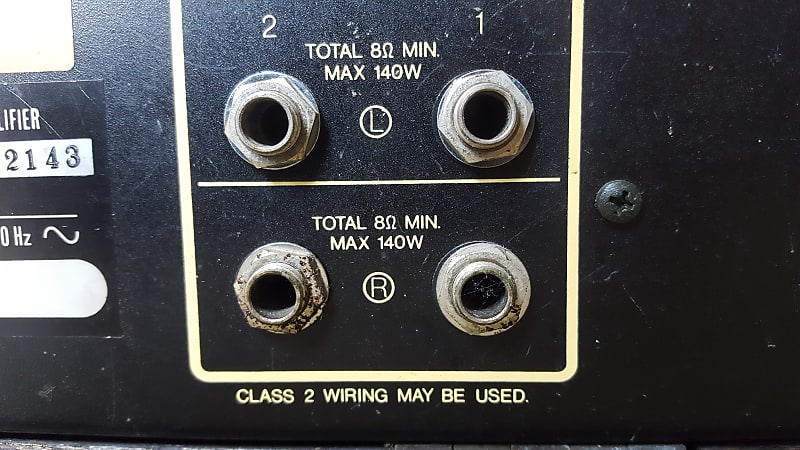 2 1
TOTAL 8Ω MIN.
MAX 140W
L
TOTAL 8Ω MIN.
MAX 140W
R
CLASS 2 WIRING MAY BE USED.
LIFIER
2143
0 Hz ~